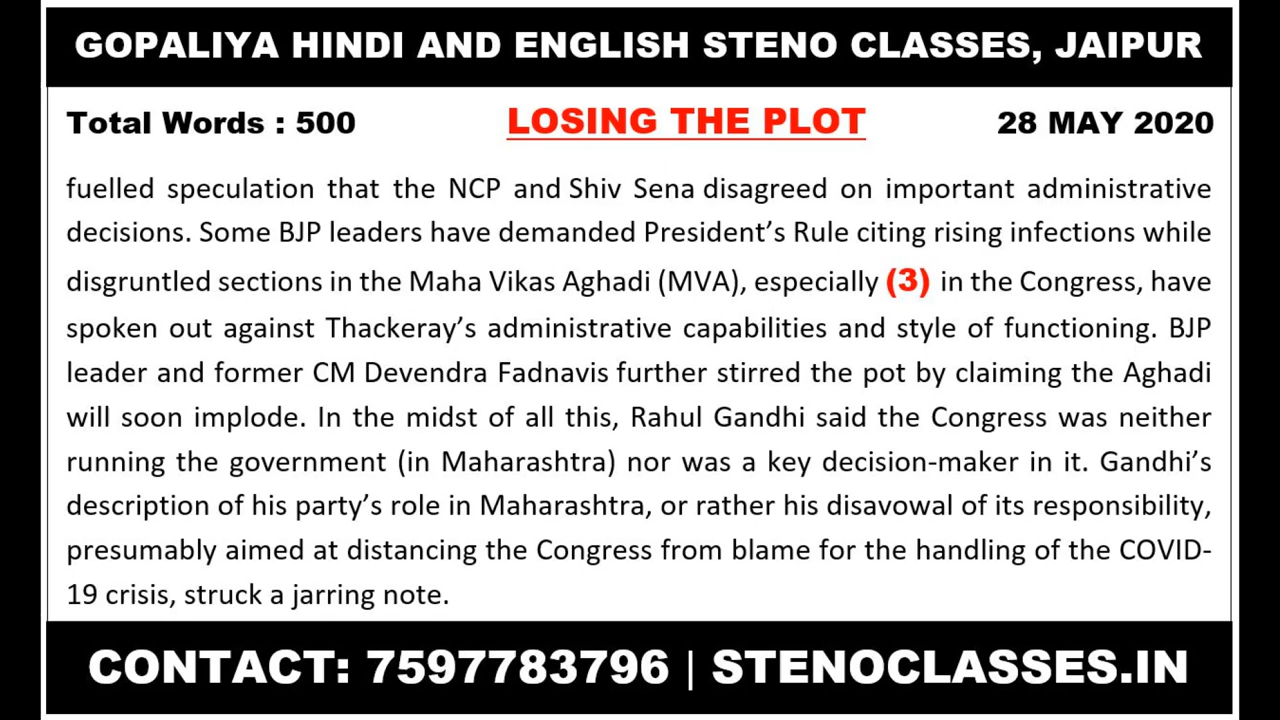 GOPALIYA HINDI AND ENGLISH STENO CLASSES, JAIPUR
Total Words : 500 LOSING THE PLOT 28 MAY 2020
fuelled speculation that the NCP and Shiv Sena disagreed on important administrative
decisions. Some BJP leaders have demanded President’s Rule citing rising infections while
disgruntled sections in the Maha Vikas Aghadi (MVA), especially (3) in the Congress, have
spoken out against Thackeray’s administrative capabilities and style of functioning. BJP
leader and former CM Devendra Fadnavis further stirred the pot by claiming the Aghadi
will soon implode. In the midst of all this, Rahul Gandhi said the Congress was neither
running the government (in Maharashtra) nor was a key decision-maker in it. Gandhi’s
description of his party’s role in Maharashtra, or rather his disavowal of its responsibility,
presumably aimed at distancing the Congress from blame for the handling of the COVID-
19 crisis, struck a jarring note.
CONTACT: 7597783796 | STENOCLASSES.IN